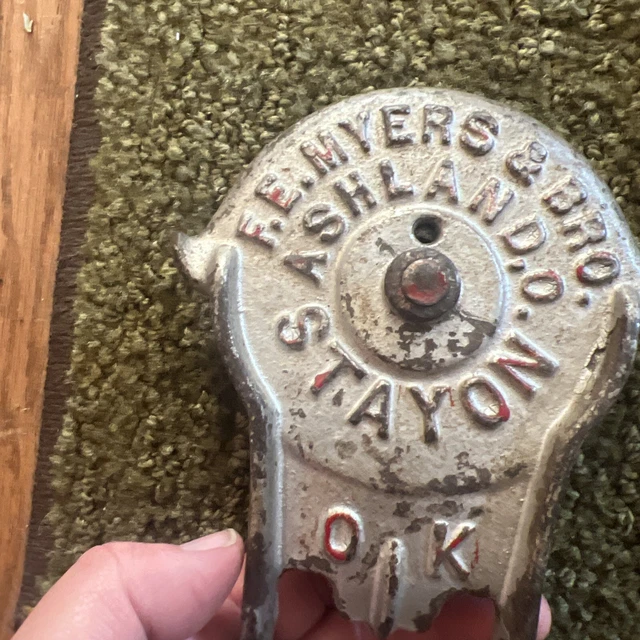 F.E. MYERS & BRO.
ASHLAND.O.
STAYON
O K